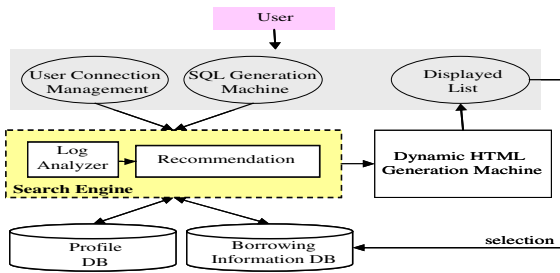 User
User Connection
Management
SQL Generation
Machine
Displayed
List
Log
Analyzer
Recommendation
Search Engine
Dynamic HTML
Generation Machine
Profile
DB
Borrowing
Information DB
selection